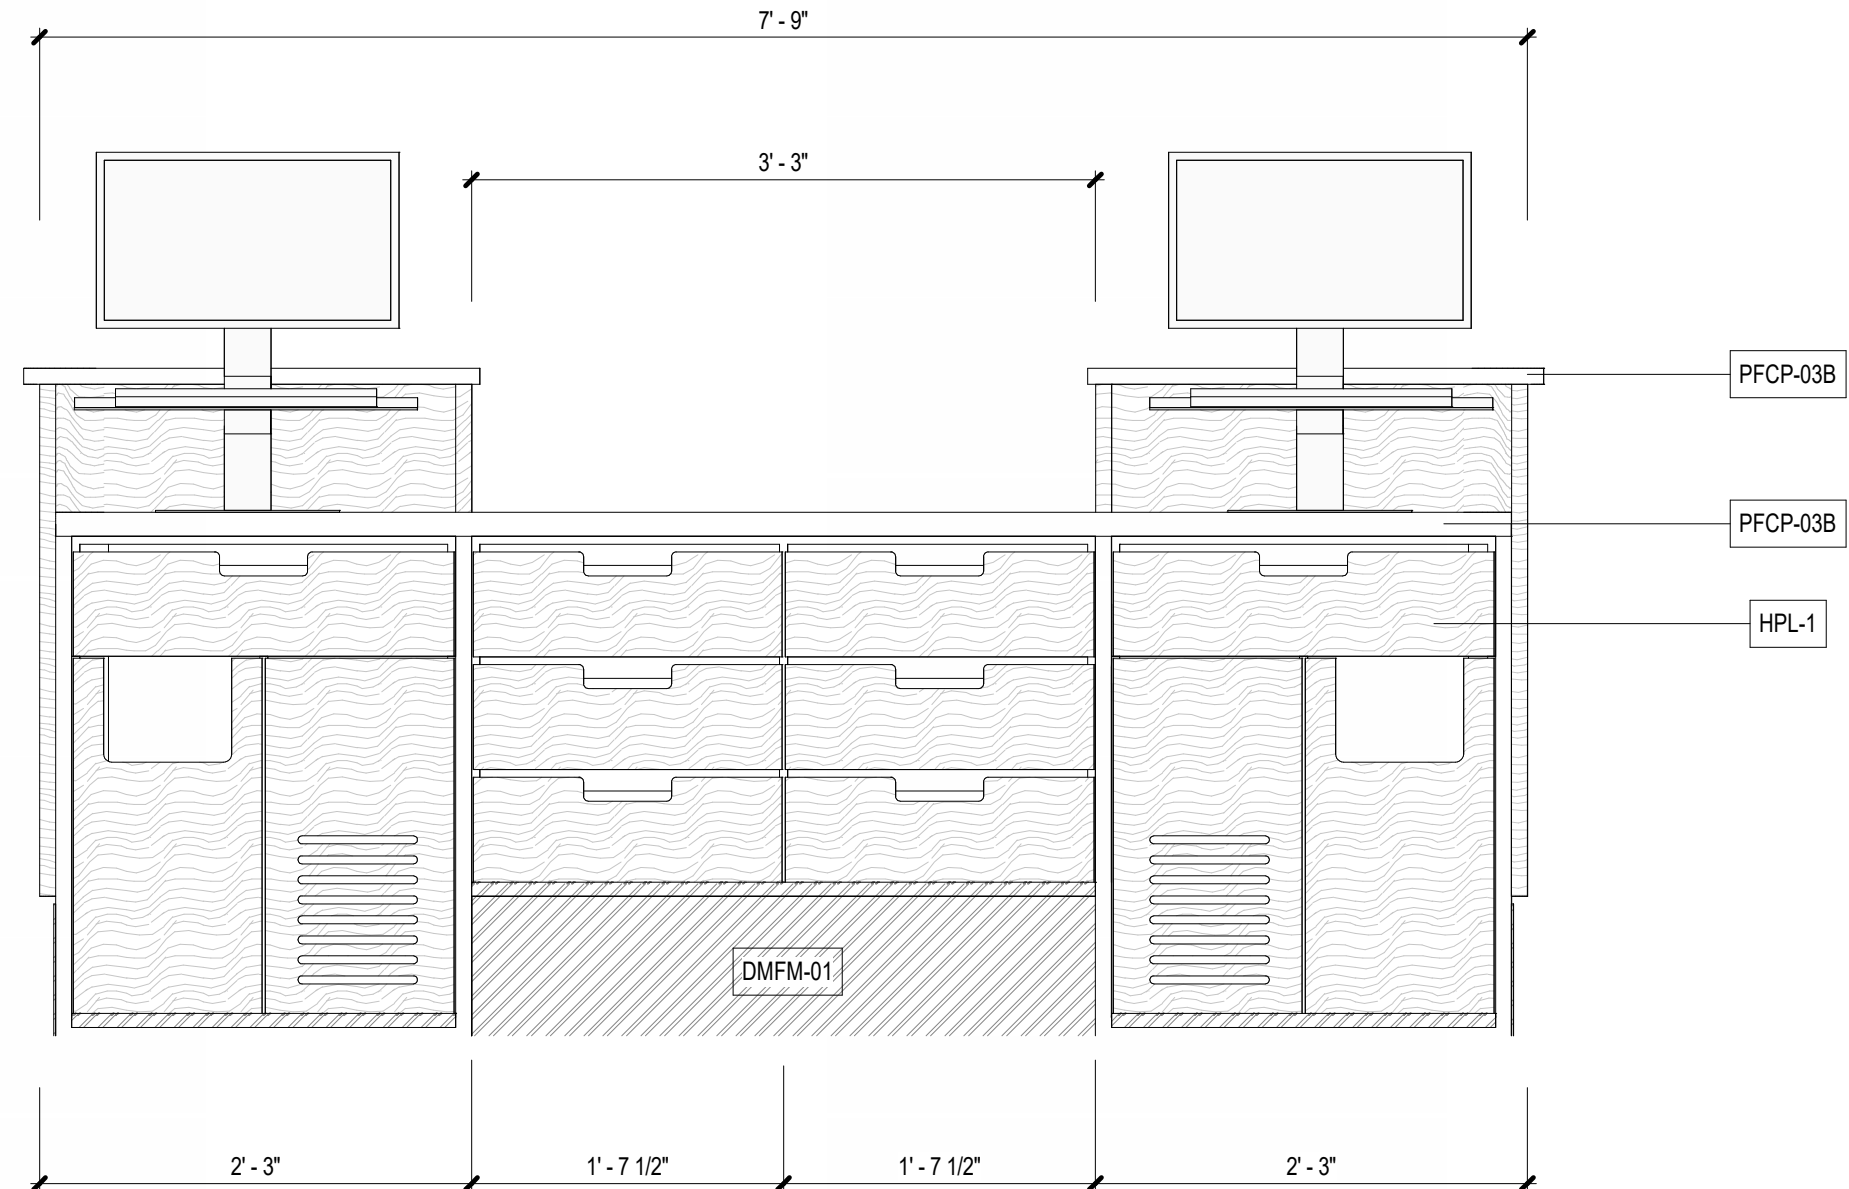 7' - 9"
3' - 3"
PFCP-03B
PFCP-03B
HPL-1
DMFM-01
2' - 3"
1' - 7 1/2"
1' - 7 1/2"
2' - 3"